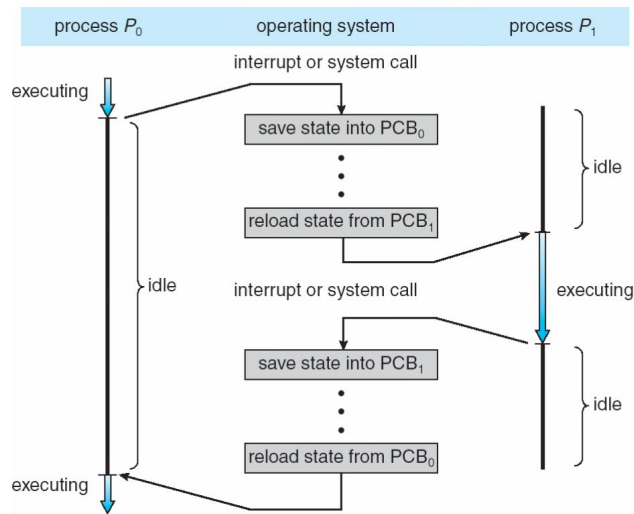 process P₀ operating system process P₁
interrupt or system call
executing
save state into PCB₀
idle
reload state from PCB₁
idle
interrupt or system call
executing
save state into PCB₁
idle
reload state from PCB₀
executing